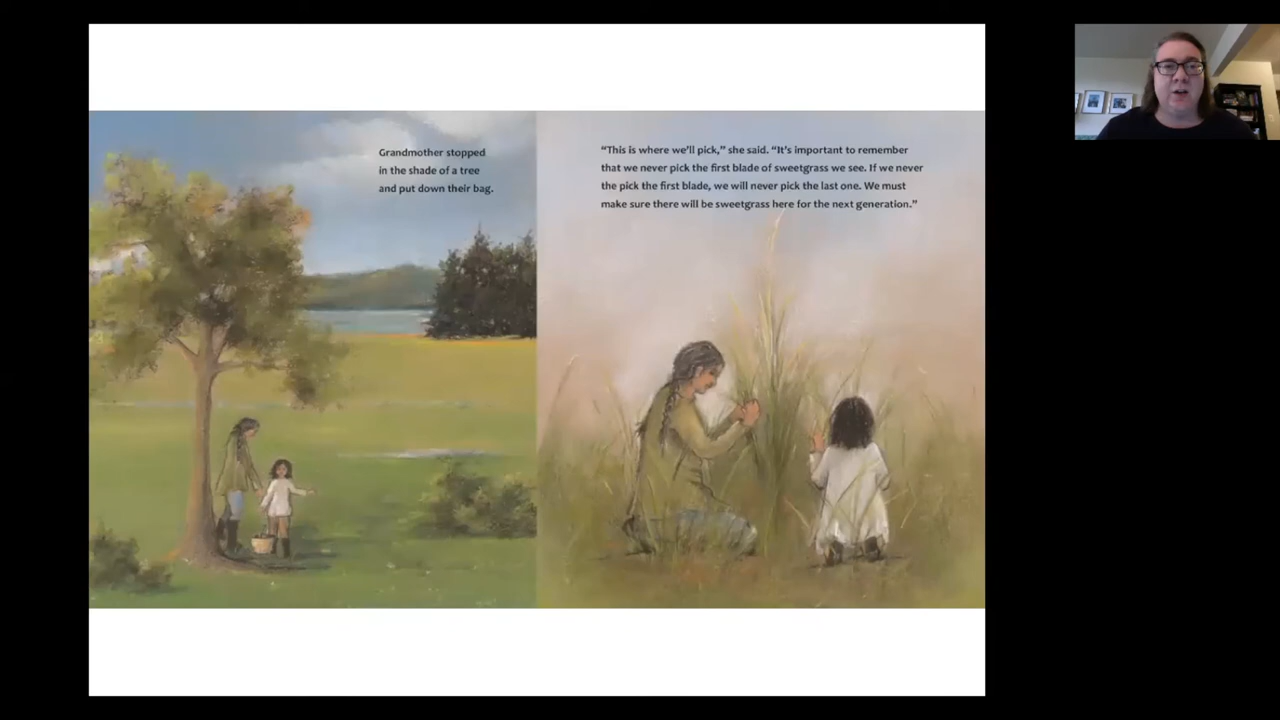 Grandmother stopped
in the shade of a tree
and put down their bag.
“This is where we’ll pick,” she said. “It’s important to remember
that we never pick the first blade of sweetgrass we see. If we never
the pick the first blade, we will never pick the last one. We must
make sure there will be sweetgrass here for the next generation.”